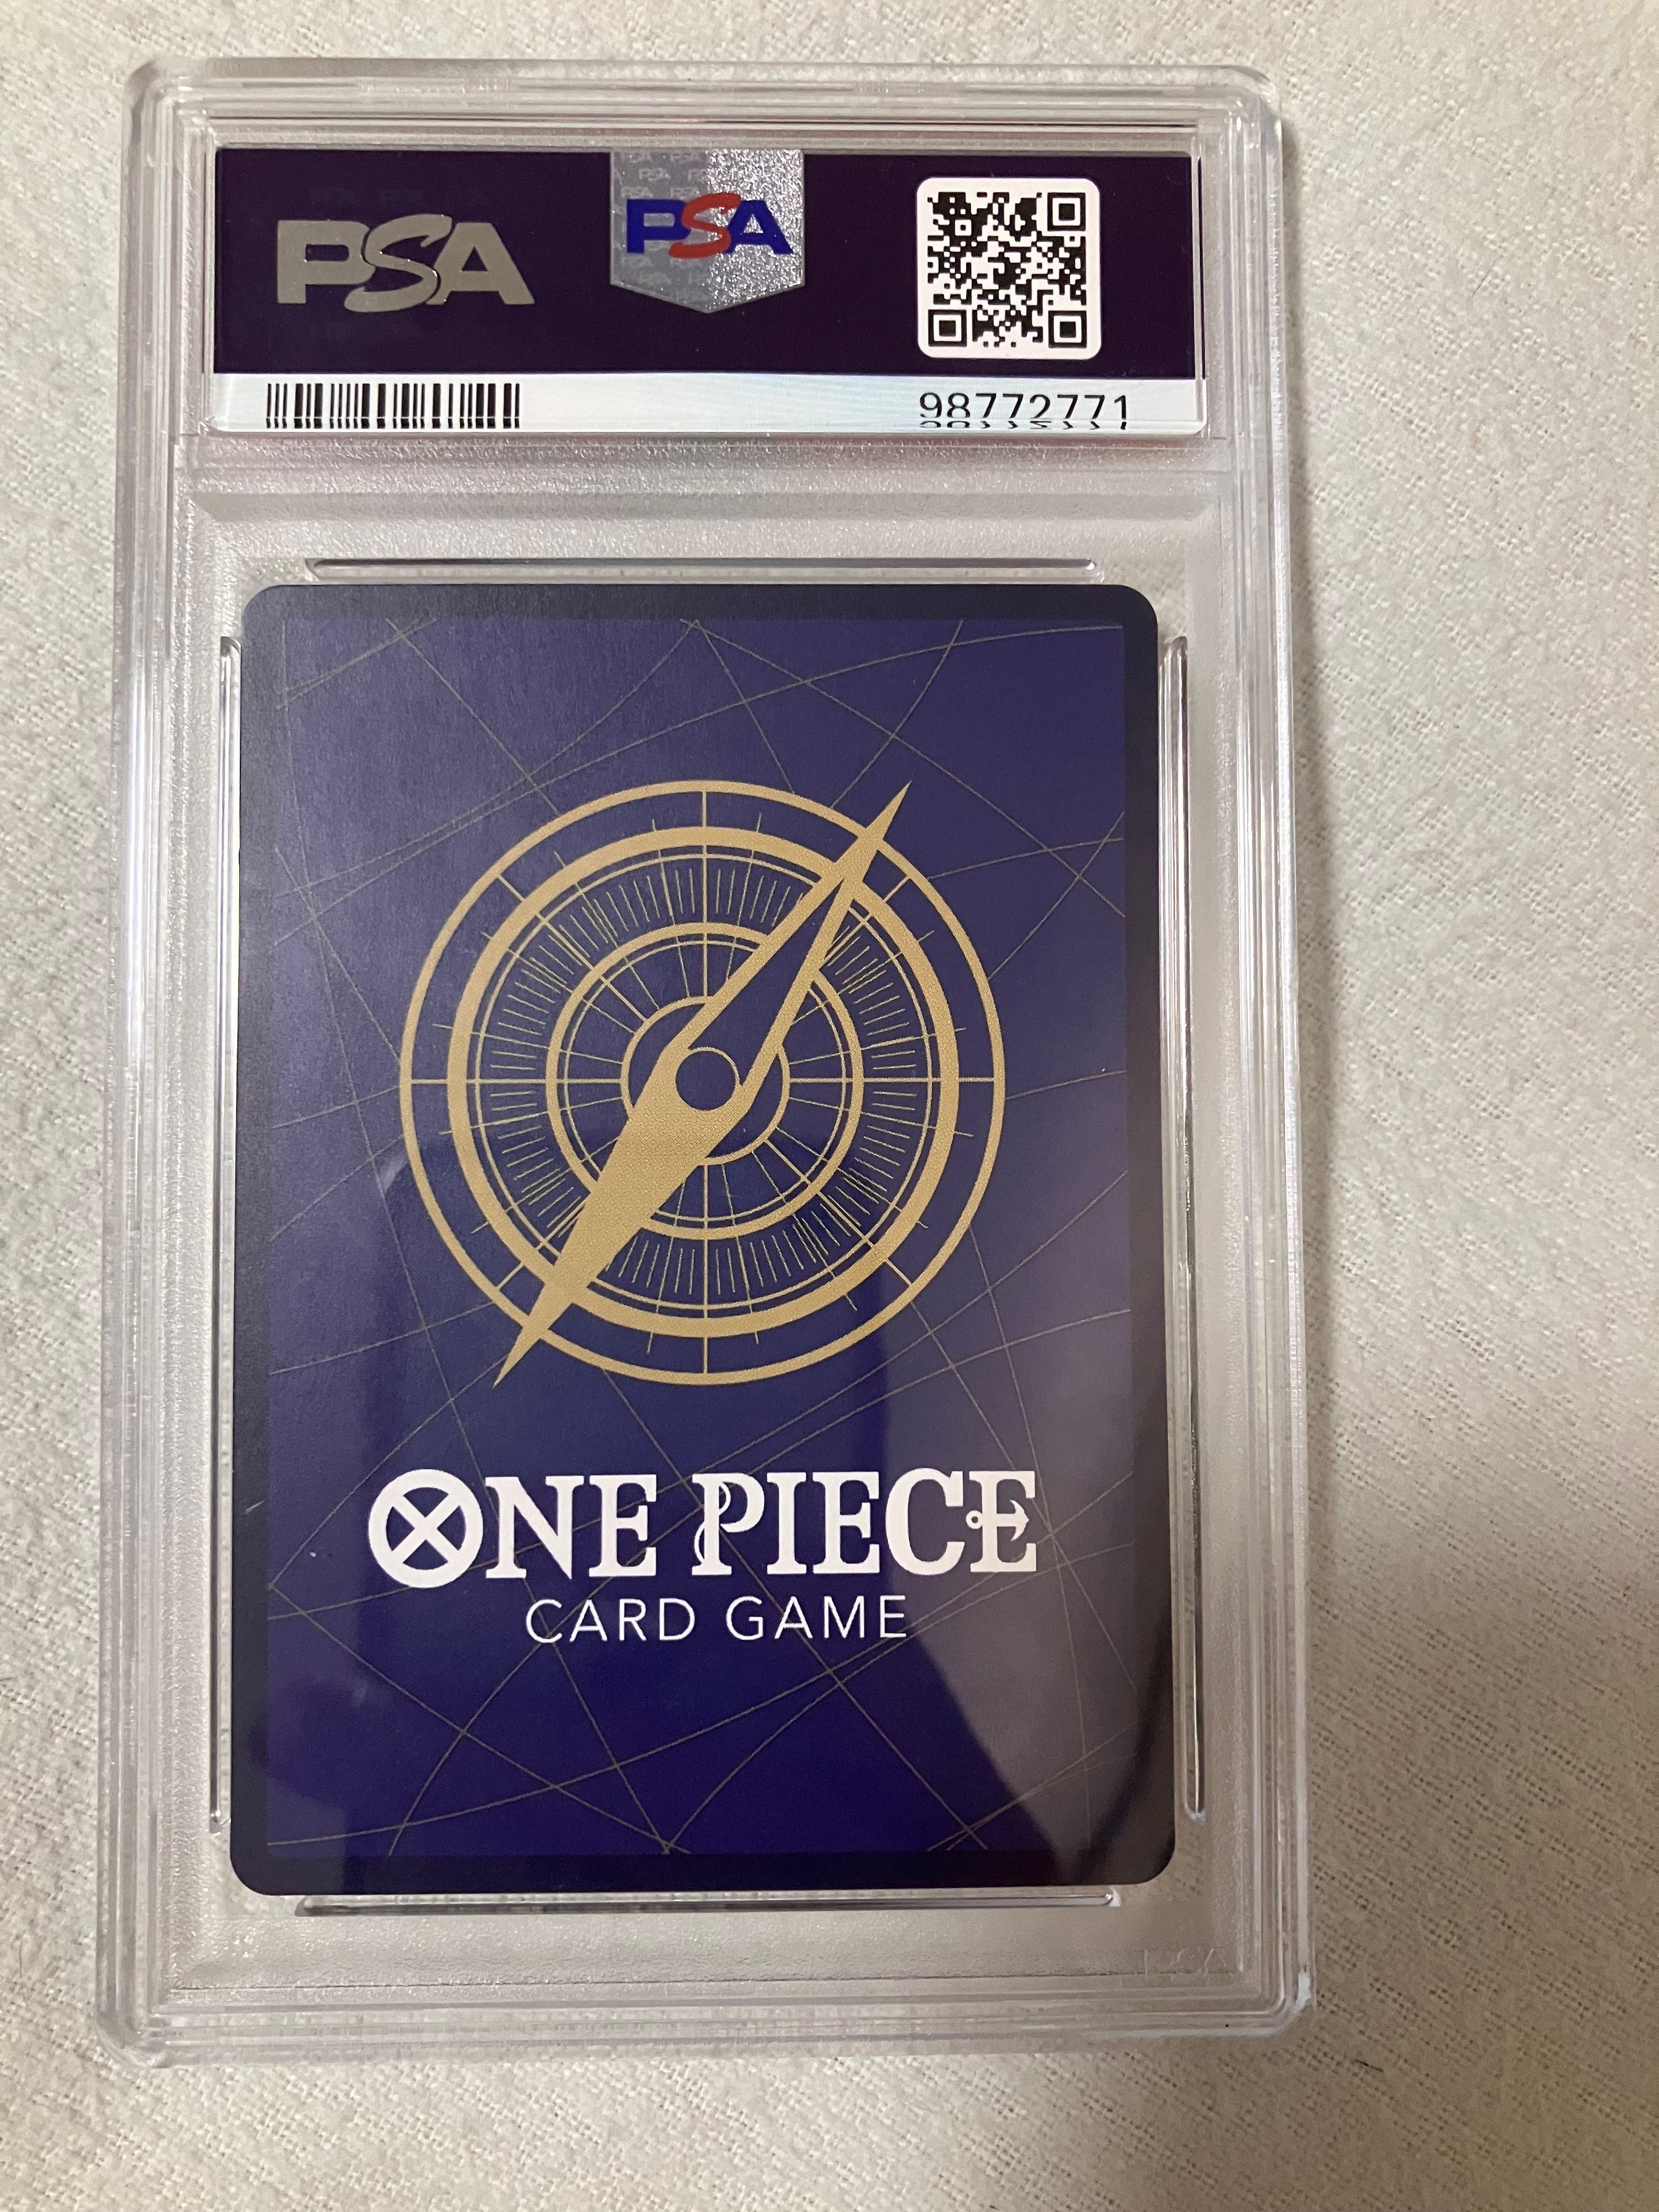 PSA
PSA
98772771
ONE PIECE
CARD GAME